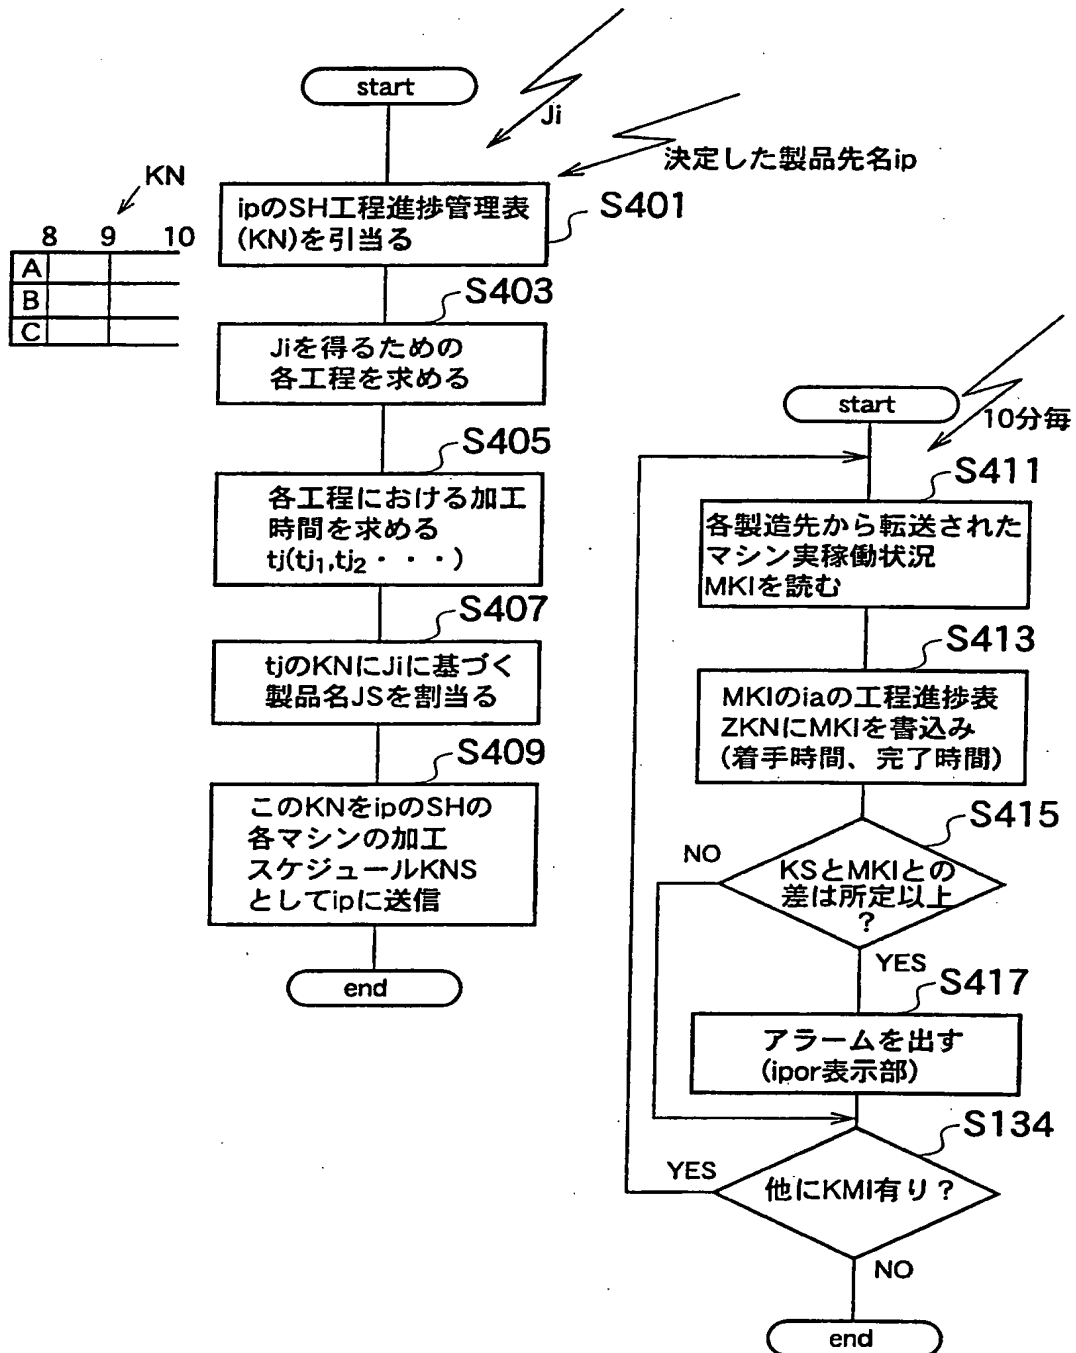 start
Ji
決定した製品先名ip
KN
8 9 10
A
B
C
ipのSH工程進捗管理表
(KN)を引当る
S401
S403
Jiを得るための
各工程を求める
S405
各工程における加工
時間を求める
tj(tj1,tj2・・・)
S407
tjのKNにJiに基づく
製品名JSを割当る
S409
このKNをipのSHの
各マシンの加工
スケジュールKNS
としてipに送信
end
start
10分毎
S411
各製造先から転送された
マシン実稼働状況
MKIを読む
S413
MKIのiaの工程進捗表
ZKNにMKIを書込み
(着手時間、完了時間)
S415
NO
KSとMKIとの
差は所定以上
?
YES
S417
アラームを出す
(ipor表示部)
S134
YES
他にKMI有り?
NO
end